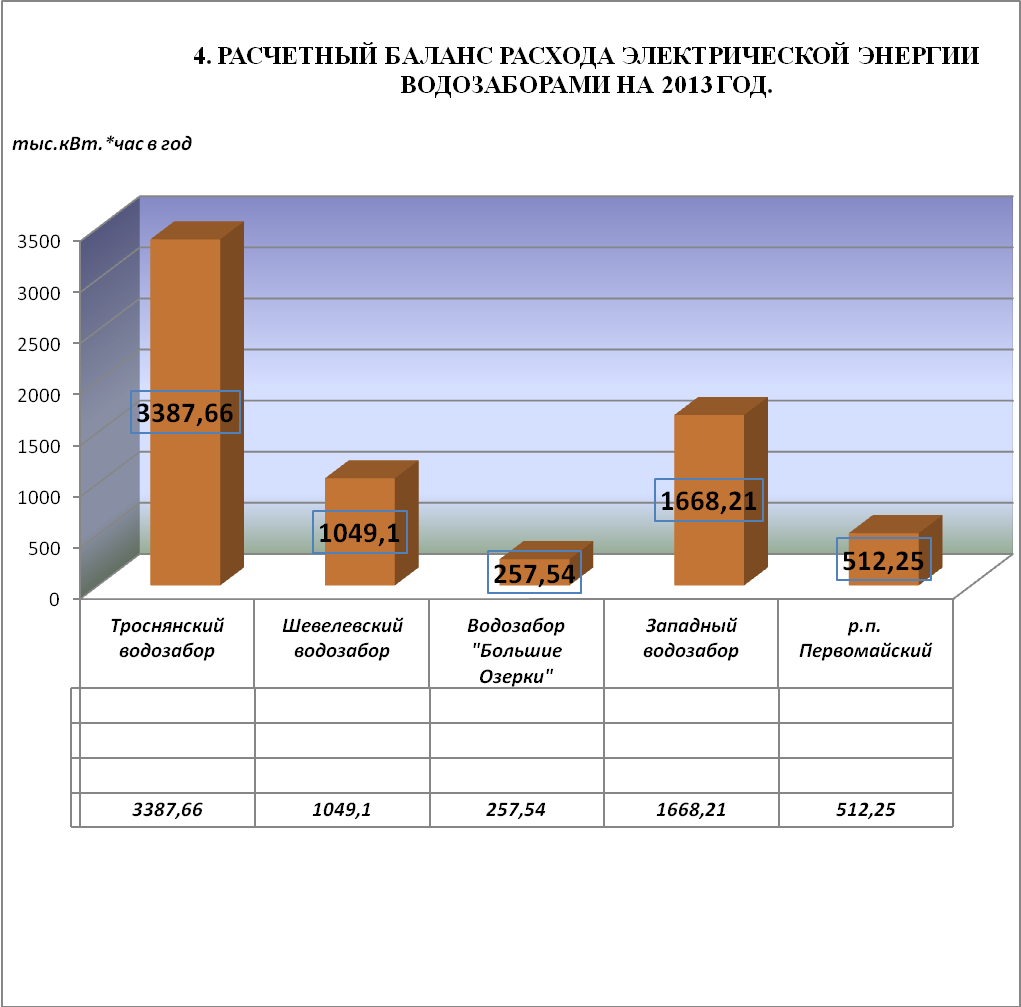 4. РАСЧЕТНЫЙ БАЛАНС РАСХОДА ЭЛЕКТРИЧЕСКОЙ ЭНЕРГИИ
ВОДОЗАБОРАМИ НА 2013 ГОД.
тыс.кВт.*час в год
3500
3000
2500
2000
1500
1000
500
0
3387,66
1049,1
257,54
1668,21
512,25
Троснянский
водозабор
Шевелевский
водозабор
Водозабор
"Большие
Озерки"
Западный
водозабор
р.п.
Первомайский
3387,66
1049,1
257,54
1668,21
512,25